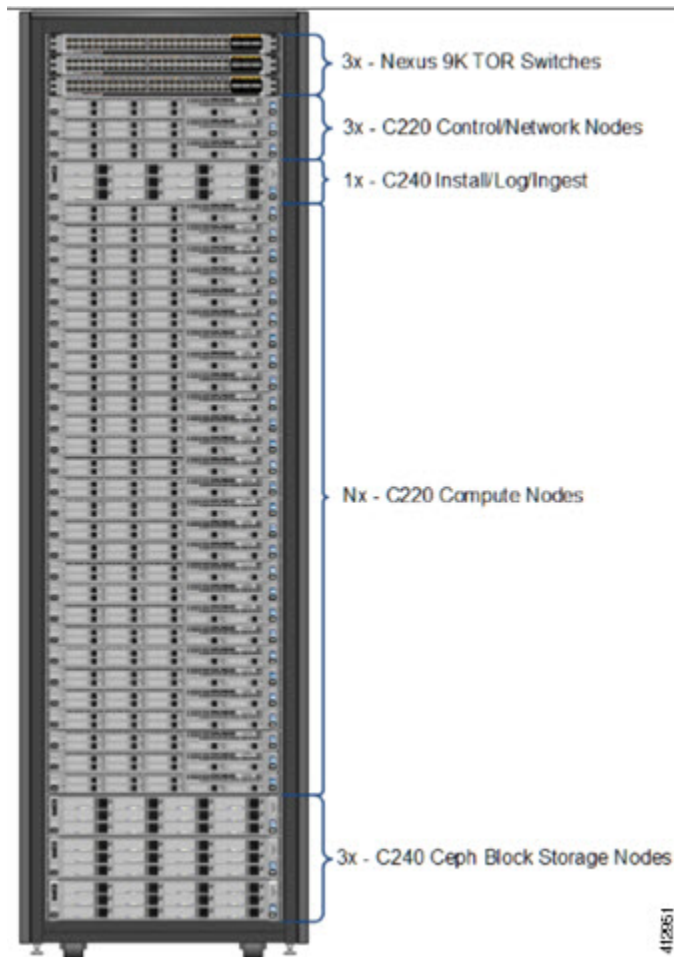 3x - Nexus 9K TOR Switches
3x - C220 Control/Network Nodes
1x - C240 Install/Log/Ingest
Nx - C220 Compute Nodes
3x - C240 Ceph Block Storage Nodes
412951